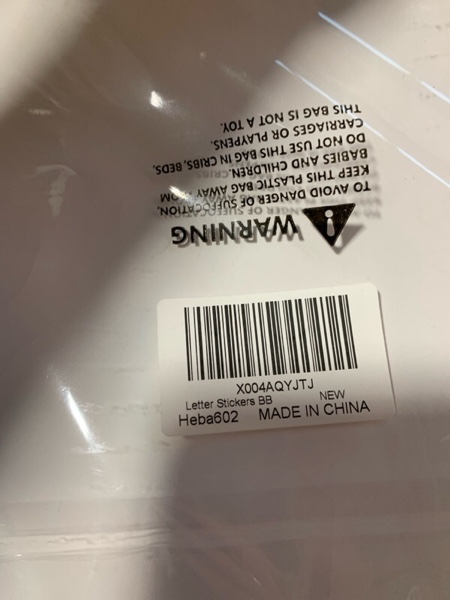 WARNING
TO AVOID DANGER OF SUFFOCATION,
KEEP THIS PLASTIC BAG AWAY FROM
BABIES AND CHILDREN.
DO NOT USE THIS BAG IN CRIBS, BEDS,
CARRIAGES OR PLAYPENS.
THIS BAG IS NOT A TOY.
X004AQYJTJ
Letter Stickers BB
NEW
Heba602 MADE IN CHINA